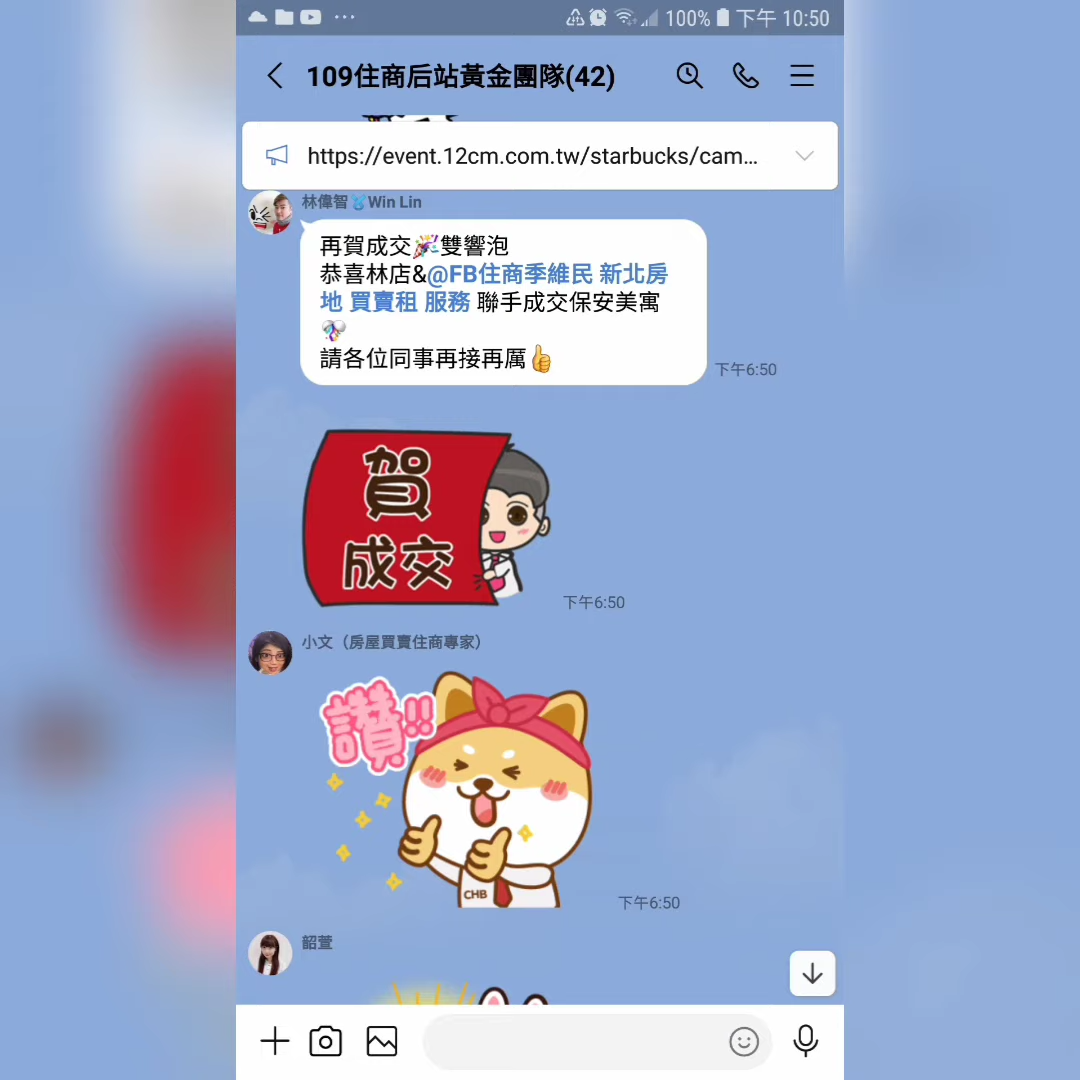 100% 下午 10:50
109住商后站黃金團隊(42)
https://event.12cm.com.tw/starbucks/cam...
林偉智 Win Lin
再賀成交🎉雙響泡
恭喜林店&@FB住商季維民 新北房
地 買賣租 服務 聯手成交保安美寓
🎊
請各位同事再接再厲👍
下午6:50
賀
成交
下午6:50
小文（房屋買賣住商專家）
讚!!
CHB
下午6:50
韶萱